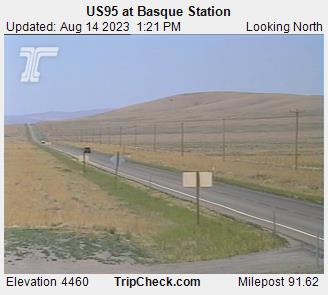 US95 at Basque Station
Updated: Aug 14 2023 1:21 PM Looking North
Elevation 4460 TripCheck.com Milepost 91.62